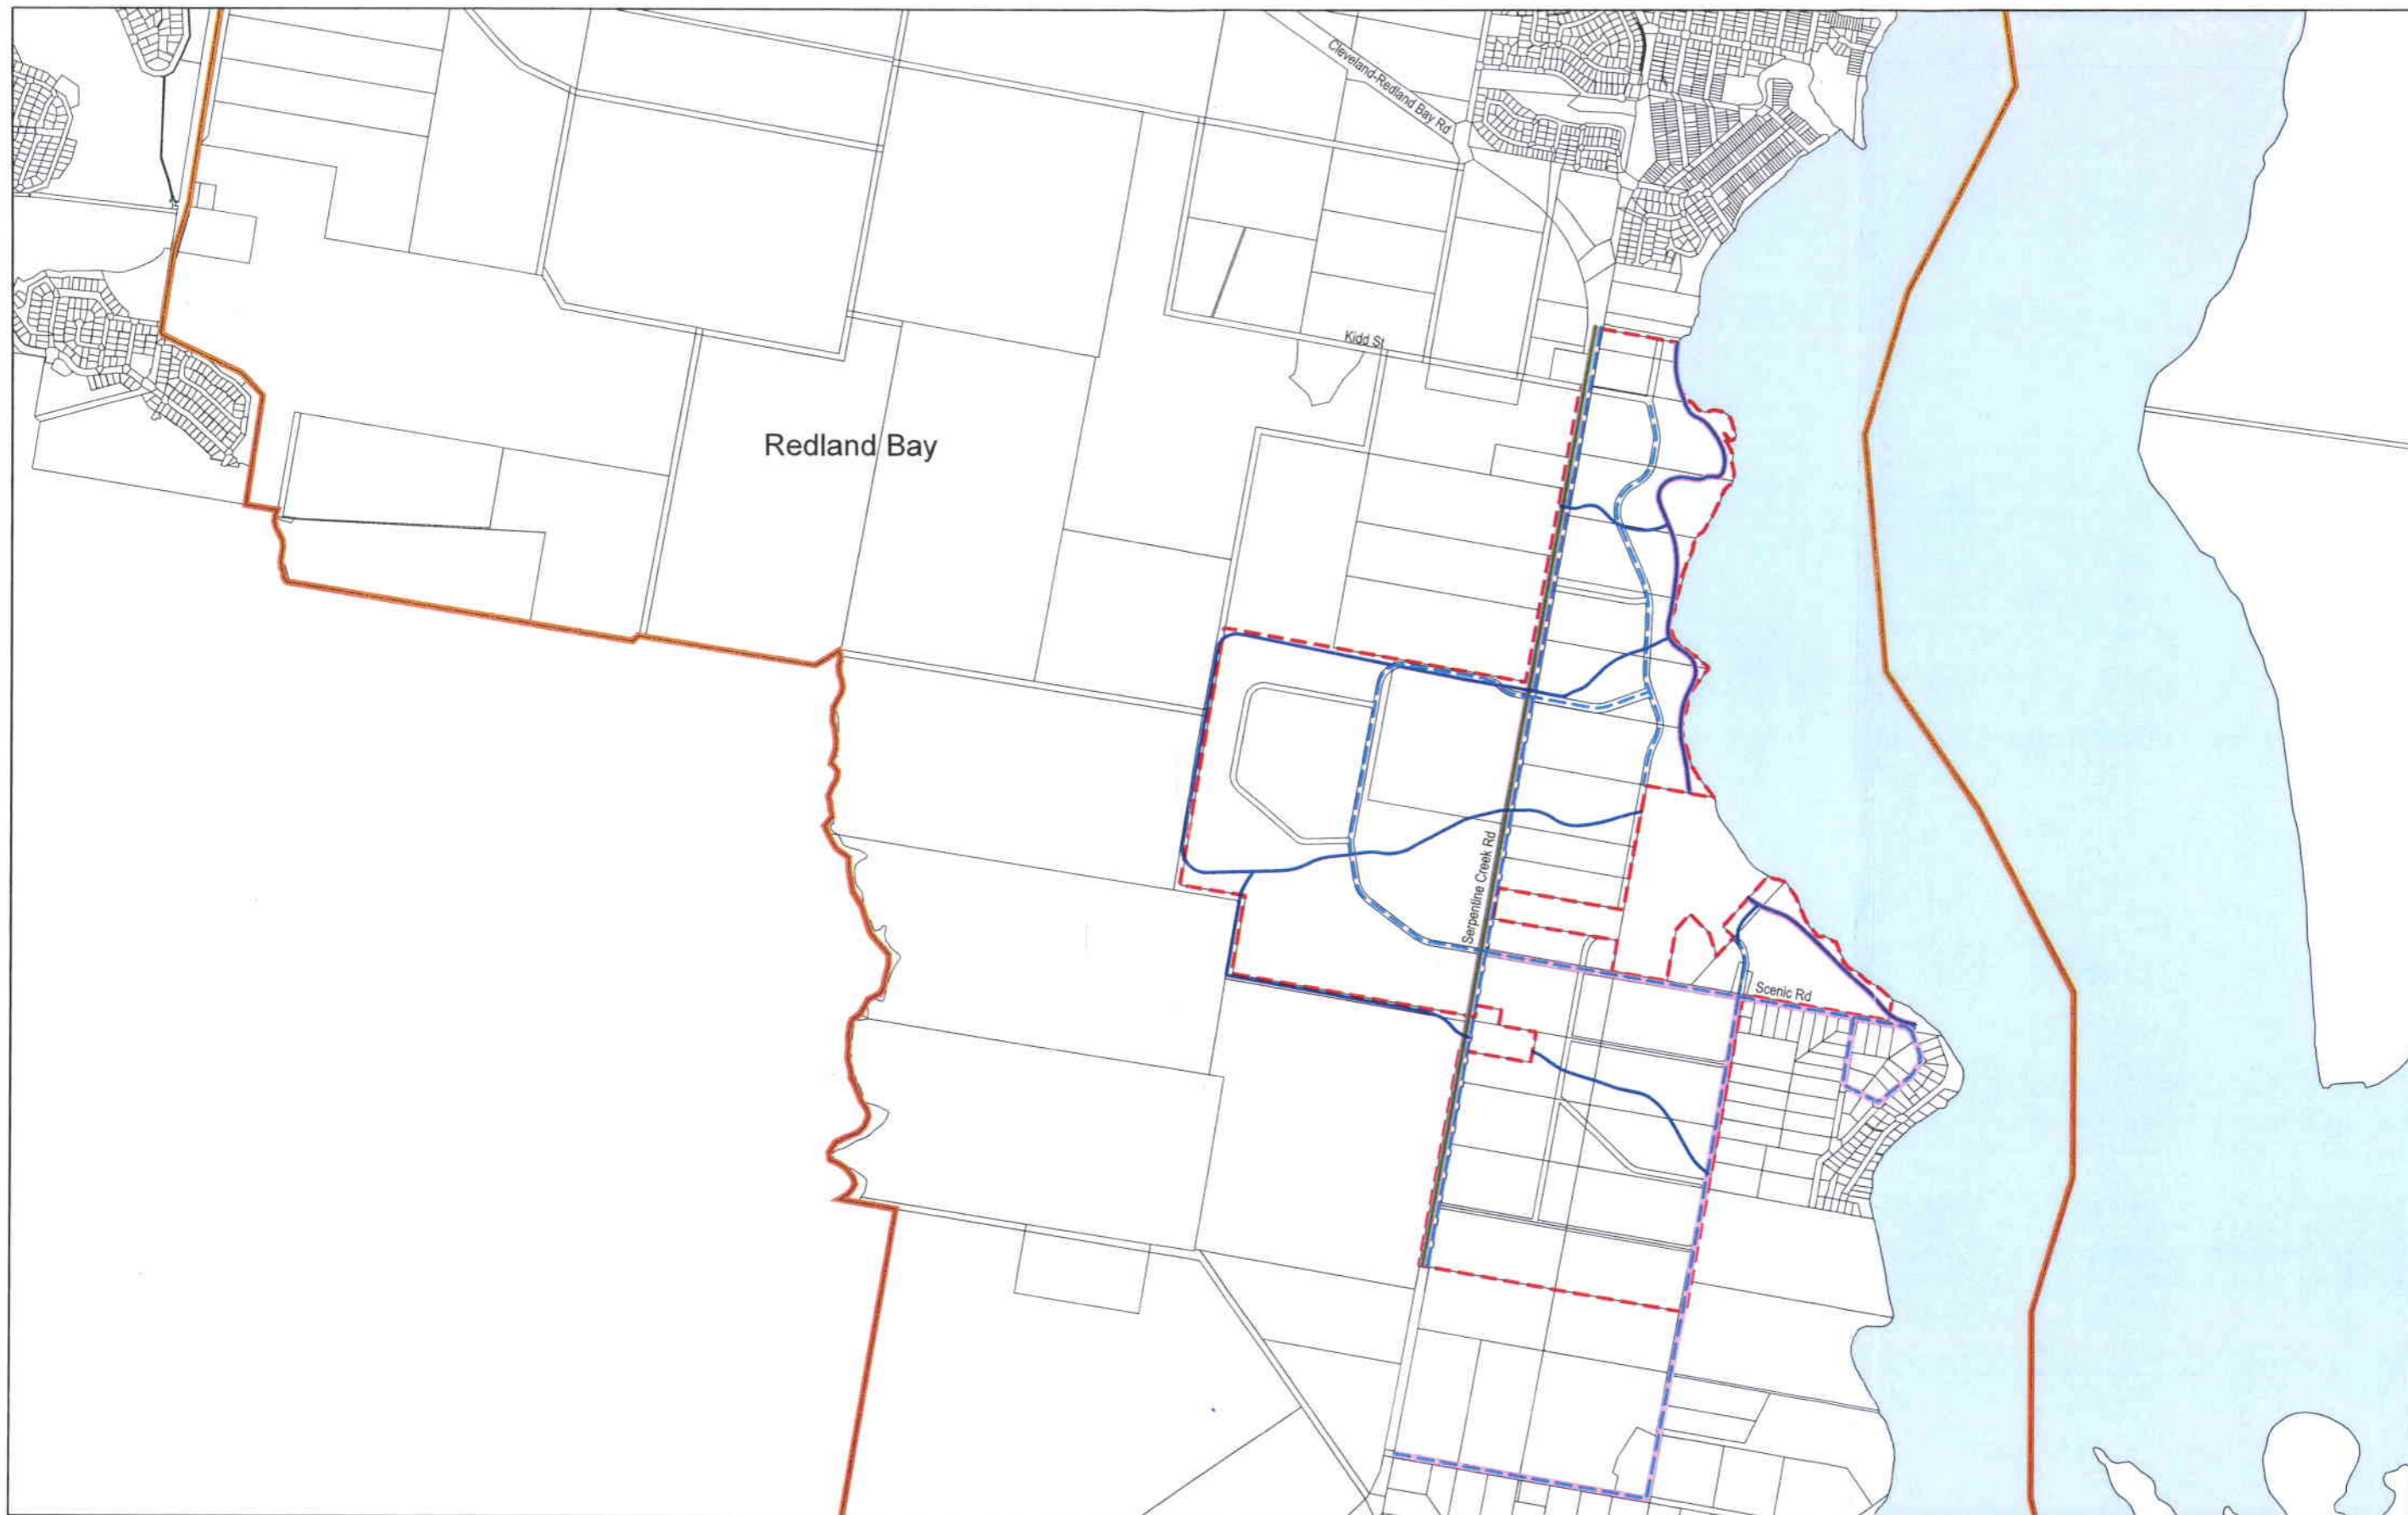 Cleveland-Redland Bay Rd
Kidd St
Redland Bay
Serpentine Creek Rd
Scenic Rd